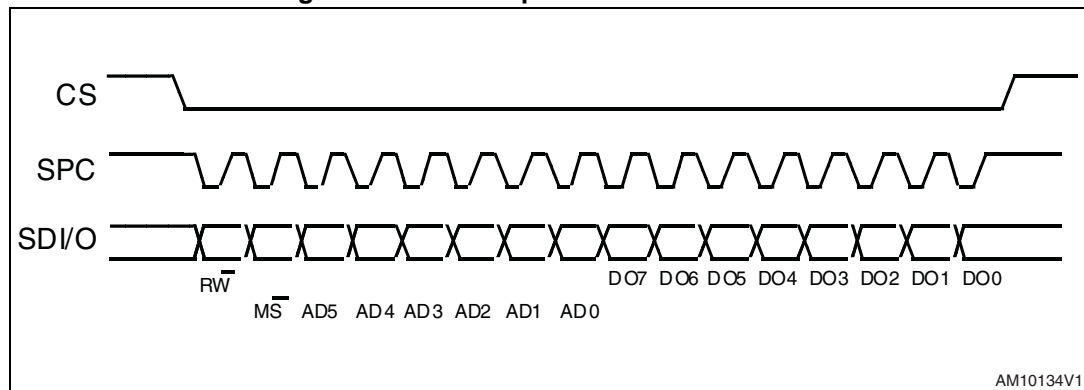 CS
SPC
SDI/O
RW
DO7 DO6 DO5 DO4 DO3 DO2 DO1 DO0
MS AD5 AD4 AD3 AD2 AD1 AD0
AM10134V1